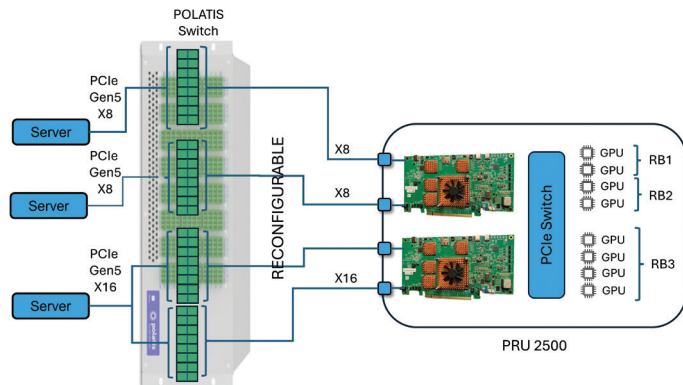 POLATIS
Switch
PCIe
Gen5
X8
Server
PCIe
Gen5
X8
Server
PCIe
Gen5
X16
Server
polatis
RECONFIGURABLE
X8
X8
X16
PCIe Switch
GPU
GPU
RB1
GPU
GPU
RB2
GPU
GPU
GPU
GPU
RB3
PRU 2500